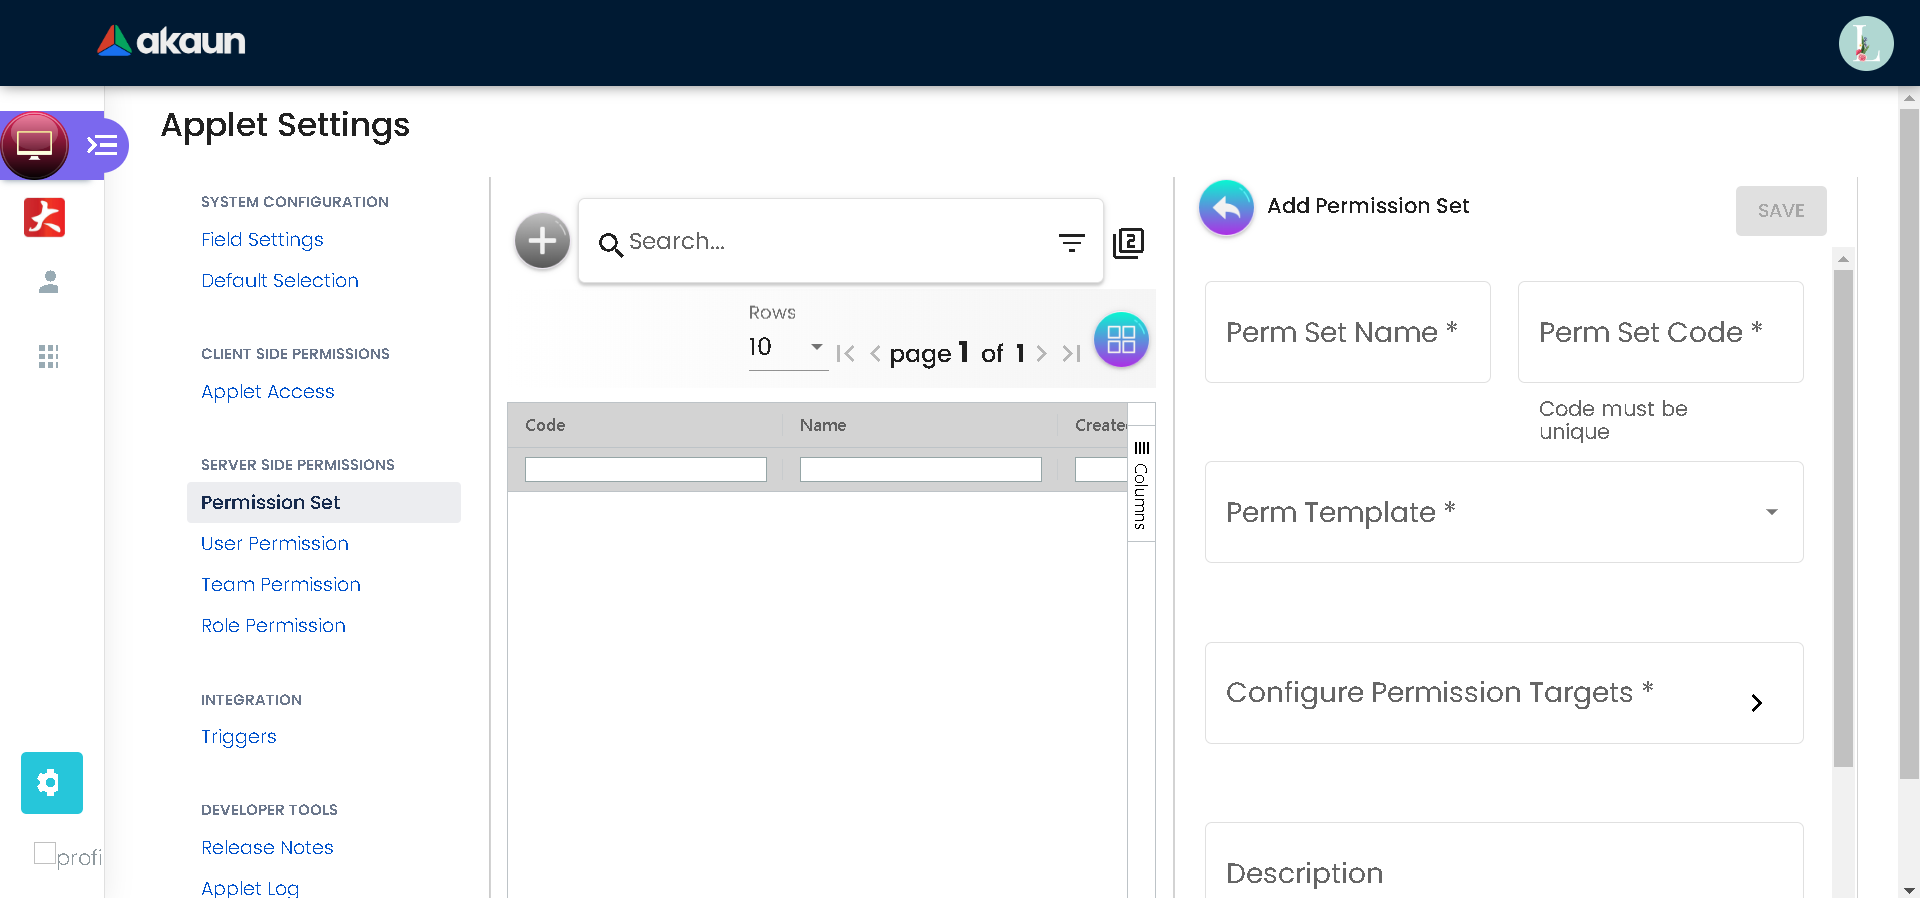 akaun
L
Applet Settings
SYSTEM CONFIGURATION
Field Settings
Default Selection
CLIENT SIDE PERMISSIONS
Applet Access
SERVER SIDE PERMISSIONS
Permission Set
User Permission
Team Permission
Role Permission
INTEGRATION
Triggers
DEVELOPER TOOLS
Release Notes
Applet Log
profi
Search...
2
Rows
10
page 1 of 1
Code Name Create
Columns
Add Permission Set
SAVE
Perm Set Name * Perm Set Code *
Code must be
unique
Perm Template *
Configure Permission Targets *
Description